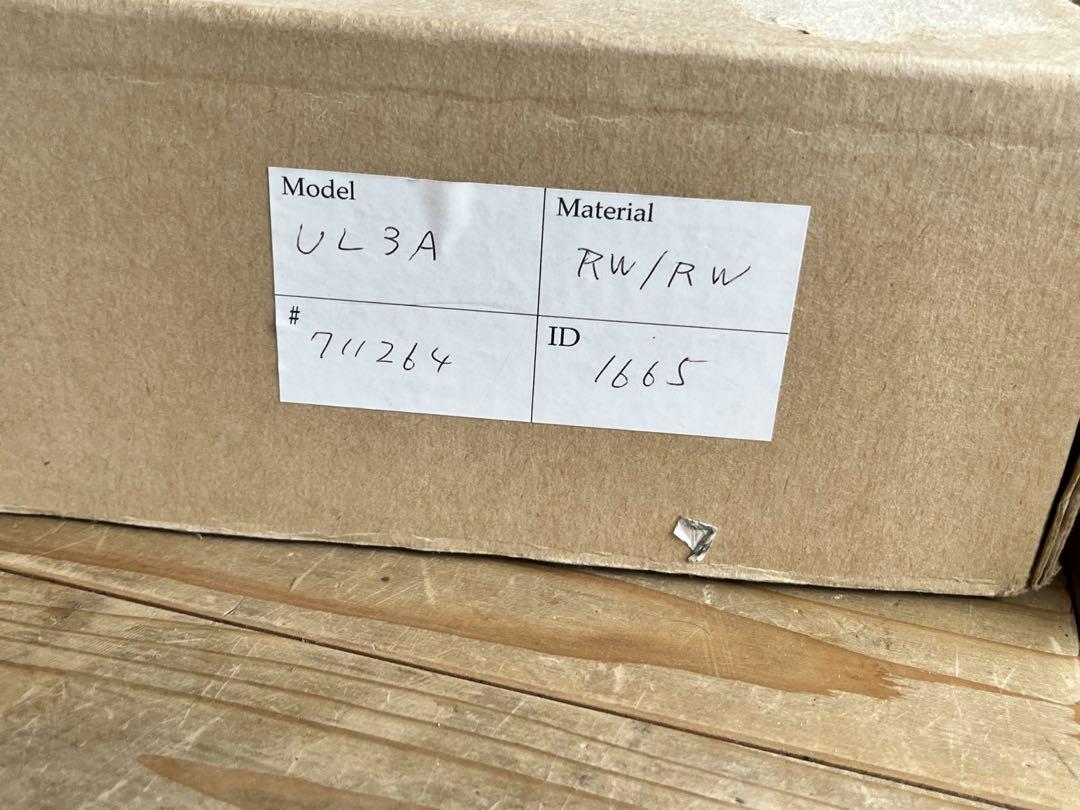 Model
UL3A
Material
RW/RW
#
711264
ID
1665